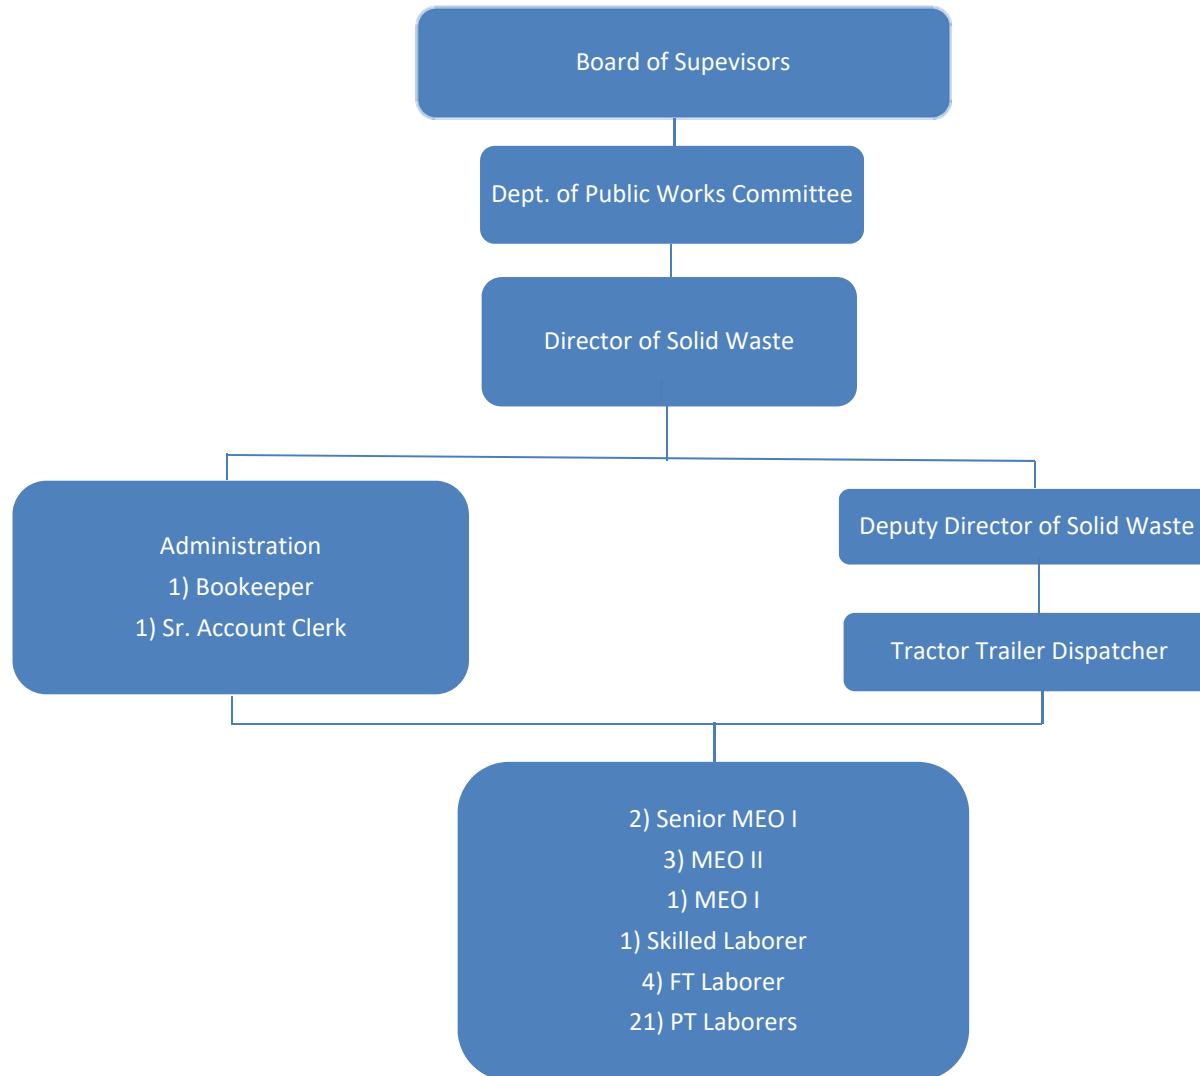 Board of Supevisors
Dept. of Public Works Committee
Director of Solid Waste
Administration
1) Bookeeper
1) Sr. Account Clerk
Deputy Director of Solid Waste
Tractor Trailer Dispatcher
2) Senior MEO I
3) MEO II
1) MEO I
1) Skilled Laborer
4) FT Laborer
21) PT Laborers